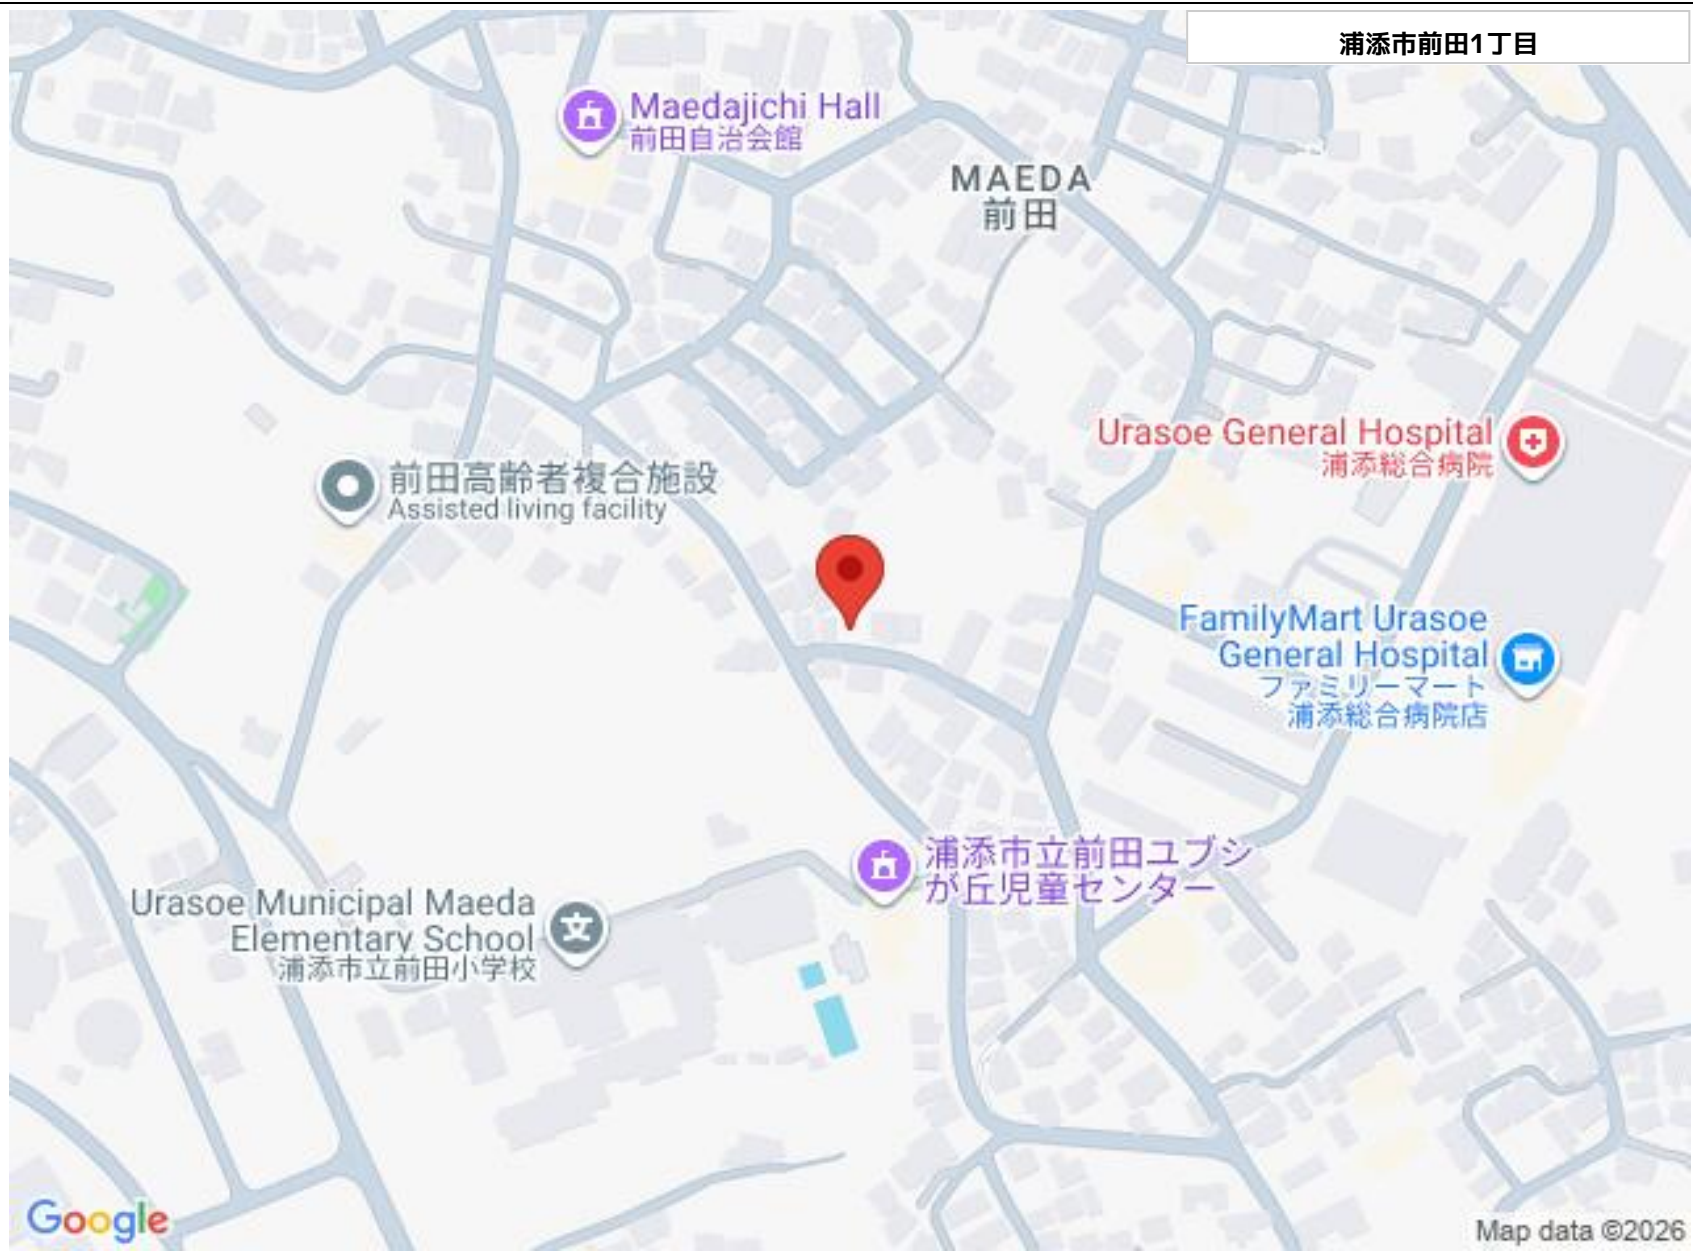 浦添市前田1丁目
Maedajichi Hall
前田自治会館
MAEDA
前田
Urasoe General Hospital
浦添総合病院
前田高齢者複合施設
Assisted living facility
FamilyMart Urasoe
General Hospital
ファミリーマート
浦添総合病院店
浦添市立前田ユブシ
が丘児童センター
Urasoe Municipal Maeda
Elementary School
浦添市立前田小学校
文
Google
Map data ©2026